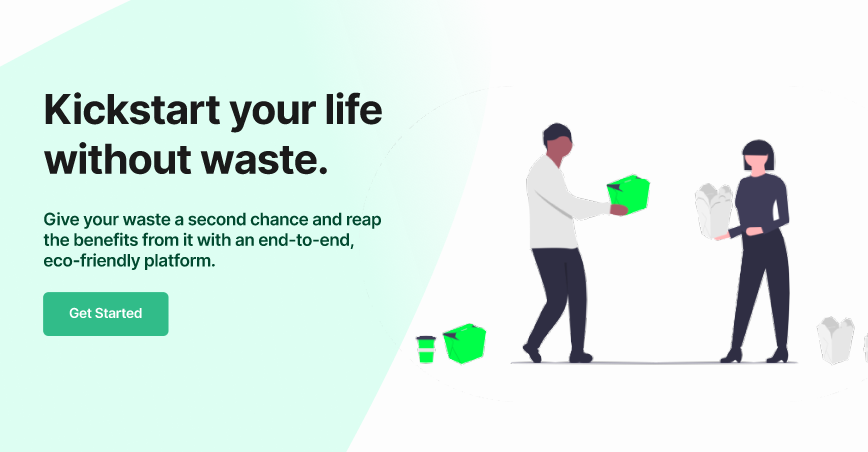 Kickstart your life
without waste.
Give your waste a second chance and reap
the benefits from it with an end-to-end,
eco-friendly platform.
Get Started